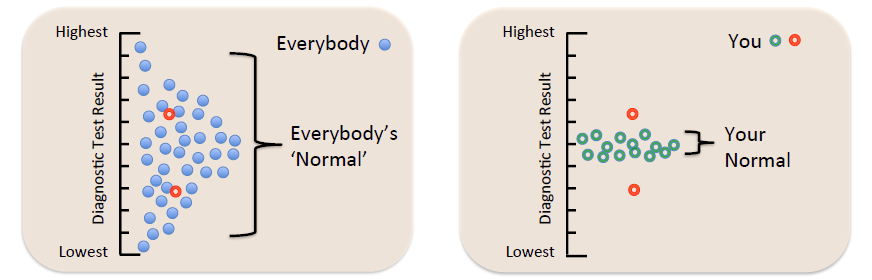 Highest
Diagnostic Test Result
Lowest
Everybody
Everybody’s
‘Normal’
Highest
Diagnostic Test Result
Lowest
You
Your
Normal